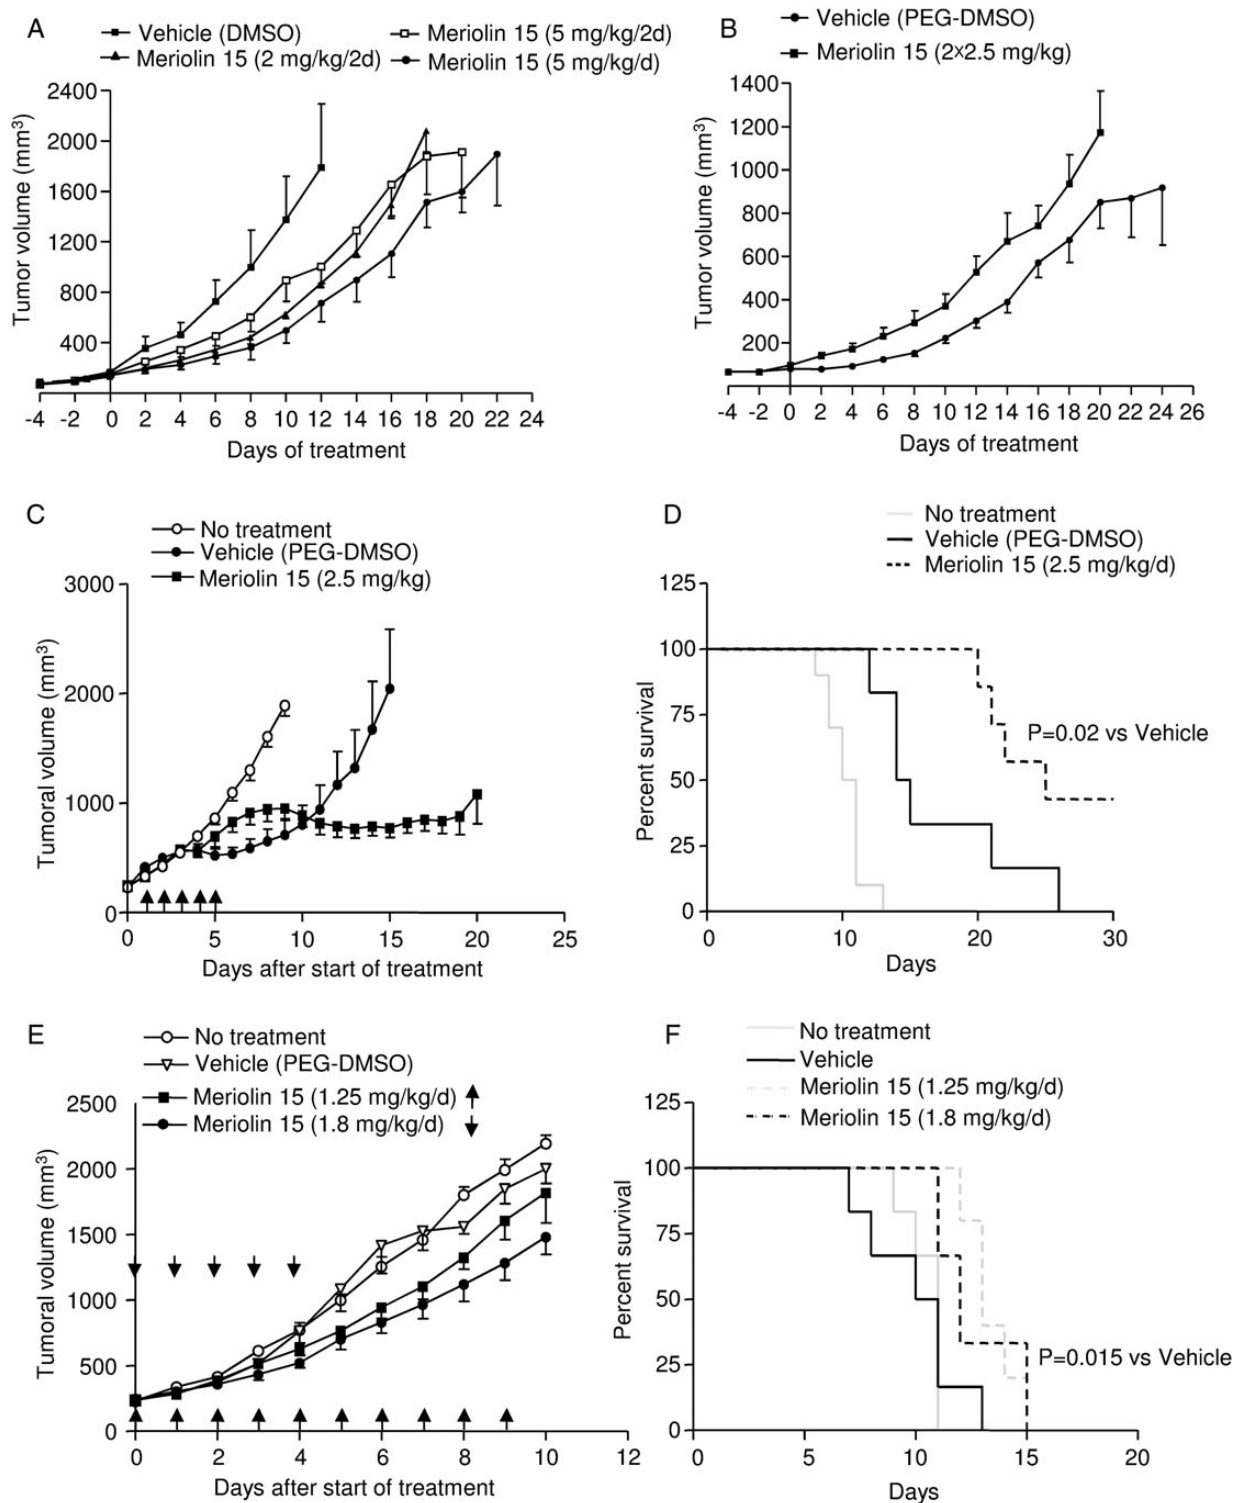 A
Vehicle (DMSO)
Meriolin 15 (5 mg/kg/2d)
Meriolin 15 (2 mg/kg/2d)
Meriolin 15 (5 mg/kg/d)
2400
2000
1600
1200
800
400
Tumor volume (mm³)
-4 -2 0 2 4 6 8 10 12 14 16 18 20 22 24
Days of treatment
B
Vehicle (PEG-DMSO)
Meriolin 15 (2×2.5 mg/kg)
1400
1200
1000
800
600
400
200
Tumor volume (mm³)
-4 -2 0 2 4 6 8 10 12 14 16 18 20 22 24 26
Days of treatment
C
No treatment
Vehicle (PEG-DMSO)
Meriolin 15 (2.5 mg/kg)
3000
2000
1000
0
Tumoral volume (mm³)
0 5 10 15 20 25
Days after start of treatment
D
No treatment
Vehicle (PEG-DMSO)
Meriolin 15 (2.5 mg/kg/d)
125
100
75
50
25
0
Percent survival
P=0.02 vs Vehicle
0 10 20 30
Days
E
No treatment
Vehicle (PEG-DMSO)
Meriolin 15 (1.25 mg/kg/d)
Meriolin 15 (1.8 mg/kg/d)
2500
2000
1500
1000
500
0
Tumoral volume (mm³)
0 2 4 6 8 10 12
Days after start of treatment
F
No treatment
Vehicle
Meriolin 15 (1.25 mg/kg/d)
Meriolin 15 (1.8 mg/kg/d)
125
100
75
50
25
0
Percent survival
P=0.015 vs Vehicle
0 5 10 15 20
Days